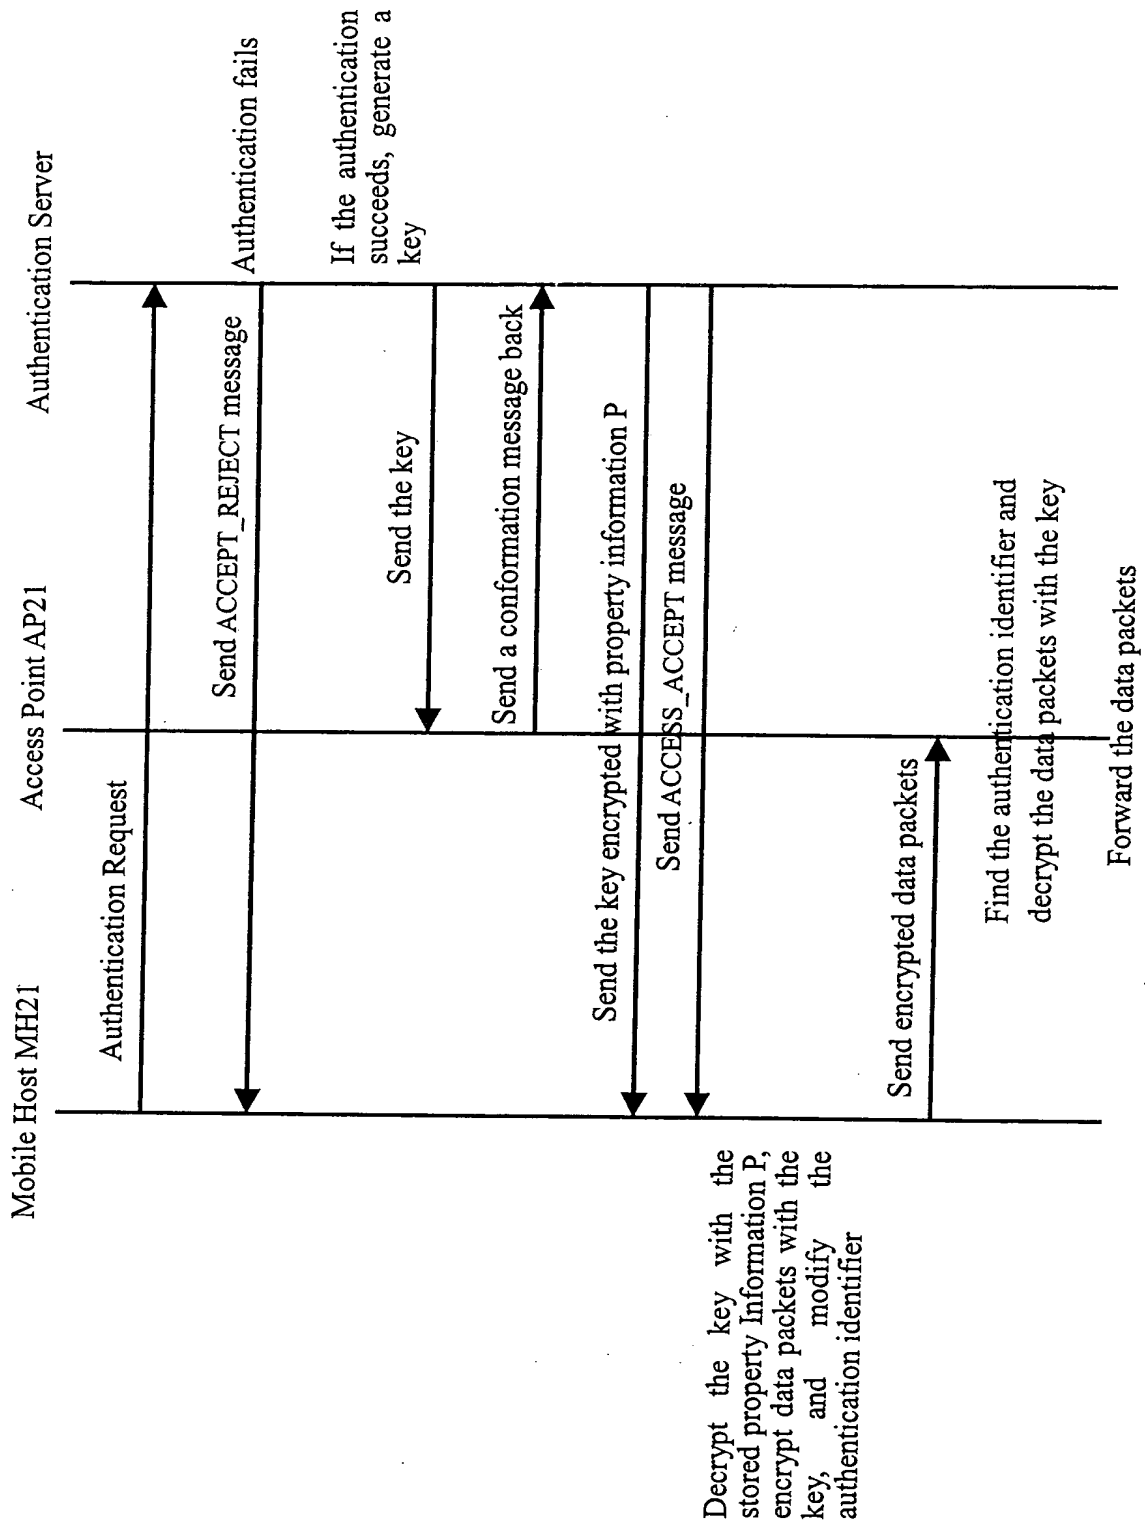 Mobile Host MH21
Access Point AP21
Authentication Server
Authentication Request
Send ACCEPT_REJECT message
Authentication fails
If the authentication
succeeds, generate a
key
Send the key
Send a conformation message back
Send the key encrypted with property information P
Send ACCESS_ACCEPT message
Decrypt the key with the
stored property Information P,
encrypt data packets with the
key, and modify the
authentication identifier
Send encrypted data packets
Find the authentication identifier and
decrypt the data packets with the key
Forward the data packets